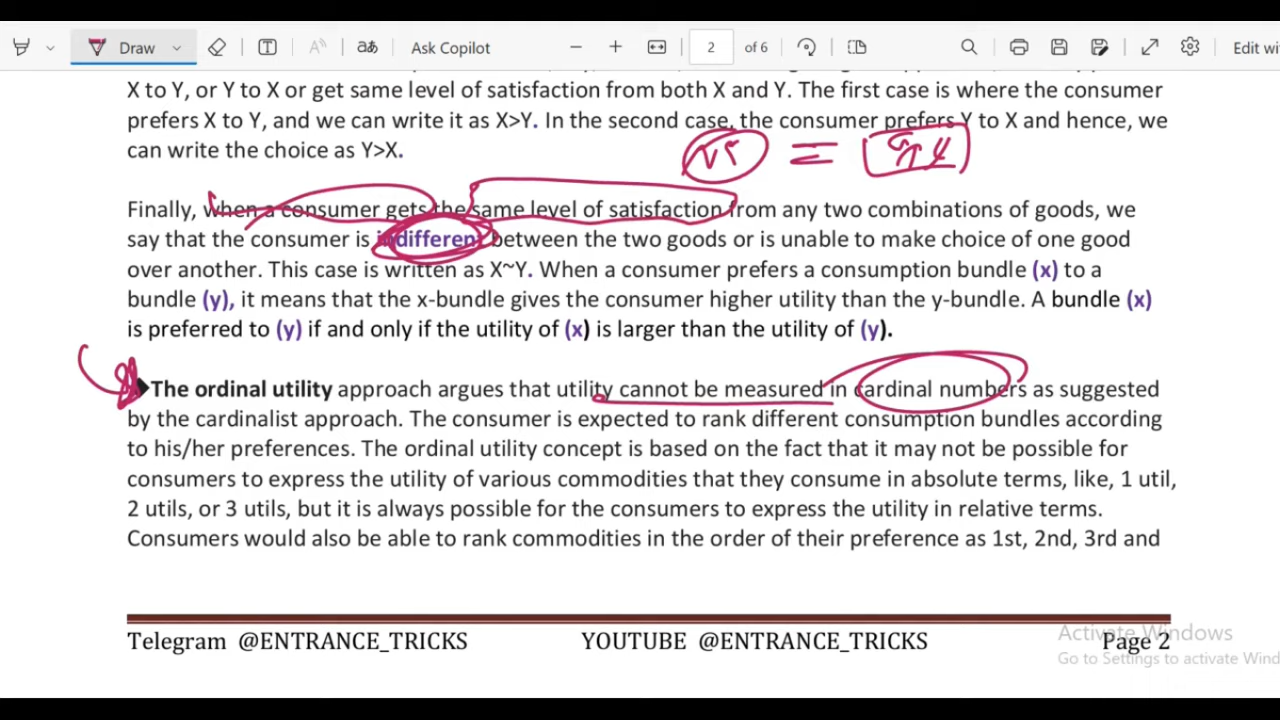 Draw
Ask Copilot
2 of 6
Edit wi
X to Y, or Y to X or get same level of satisfaction from both X and Y. The first case is where the consumer
prefers X to Y, and we can write it as X>Y. In the second case, the consumer prefers Y to X and hence, we
can write the choice as Y>X.
=
Finally, when a consumer gets the same level of satisfaction from any two combinations of goods, we
say that the consumer is indifferent between the two goods or is unable to make choice of one good
over another. This case is written as X~Y. When a consumer prefers a consumption bundle (x) to a
bundle (y), it means that the x-bundle gives the consumer higher utility than the y-bundle. A bundle (x)
is preferred to (y) if and only if the utility of (x) is larger than the utility of (y).
The ordinal utility approach argues that utility cannot be measured in cardinal numbers as suggested
by the cardinalist approach. The consumer is expected to rank different consumption bundles according
to his/her preferences. The ordinal utility concept is based on the fact that it may not be possible for
consumers to express the utility of various commodities that they consume in absolute terms, like, 1 util,
2 utils, or 3 utils, but it is always possible for the consumers to express the utility in relative terms.
Consumers would also be able to rank commodities in the order of their preference as 1st, 2nd, 3rd and
Telegram @ENTRANCE_TRICKS YOUTUBE @ENTRANCE_TRICKS Page 2
Activate Windows
Go to Settings to activate Wind